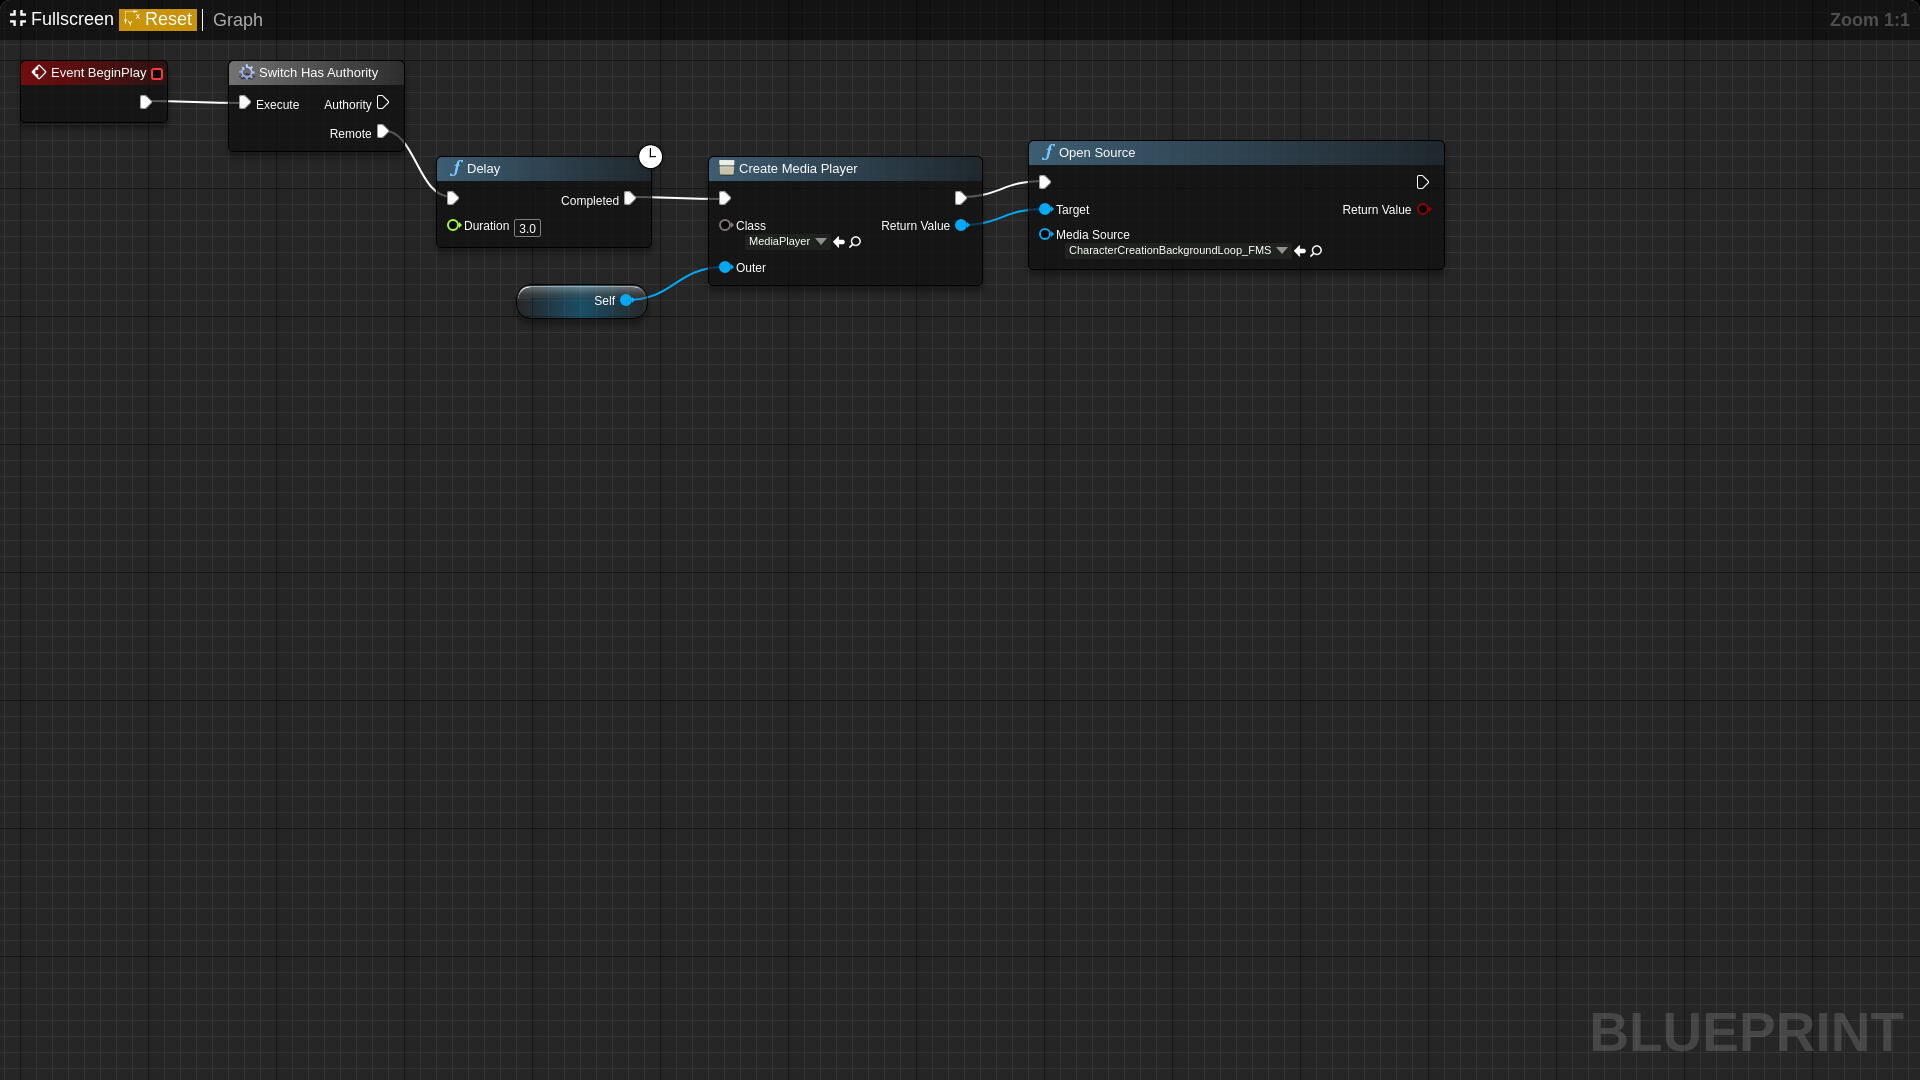 Fullscreen Reset Graph Zoom 1:1
Event BeginPlay
Switch Has Authority
Execute Authority
Remote
Delay
Completed
Duration 3.0
Self
Create Media Player
Class Return Value
MediaPlayer
Outer
Open Source
Target Return Value
Media Source
CharacterCreationBackgroundLoop_FMS
BLUEPRINT